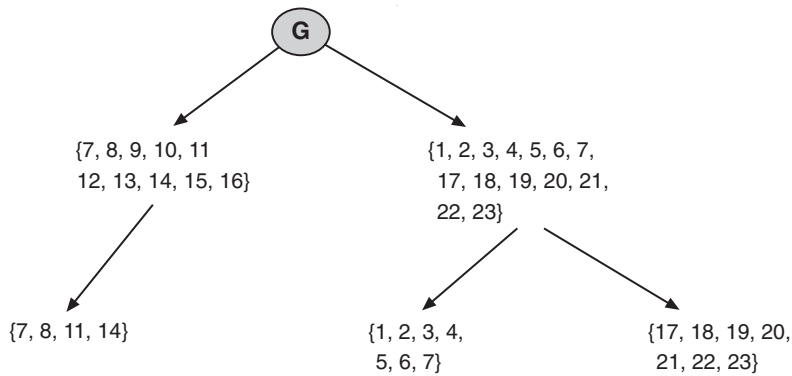 G
{7, 8, 9, 10, 11
12, 13, 14, 15, 16}
{1, 2, 3, 4, 5, 6, 7,
17, 18, 19, 20, 21,
22, 23}
{7, 8, 11, 14}
{1, 2, 3, 4,
5, 6, 7}
{17, 18, 19, 20,
21, 22, 23}